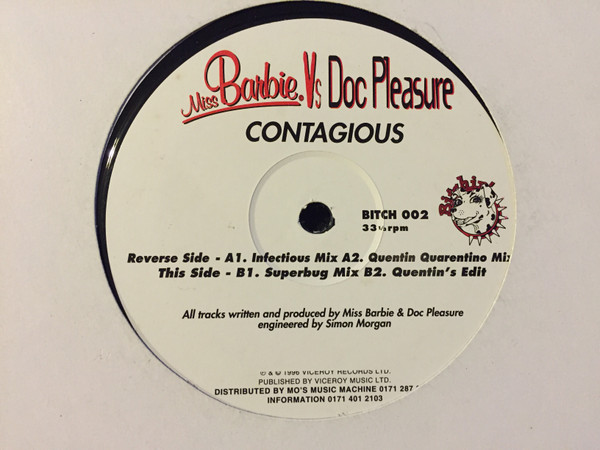 Miss Barbie. Vs Doc Pleasure
CONTAGIOUS
BITCH 002
33⅓rpm
Reverse Side - A1. Infectious Mix A2. Quentin Quarentino Mix
This Side - B1. Superbug Mix B2. Quentin's Edit
All tracks written and produced by Miss Barbie & Doc Pleasure
engineered by Simon Morgan
℗ & © 1996 VICEROY RECORDS LTD.
PUBLISHED BY VICEROY MUSIC LTD.
DISTRIBUTED BY MO'S MUSIC MACHINE 0171 287
INFORMATION 0171 401 2103